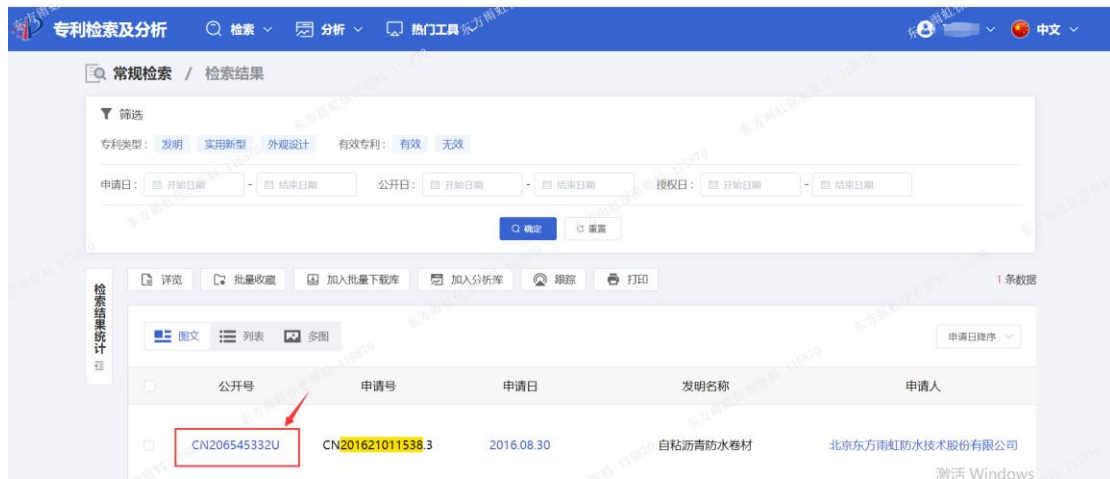 专利检索及分析 检索 分析 热门工具 中文
常规检索 / 检索结果
筛选
专利类型： 发明 实用新型 外观设计 有效专利： 有效 无效
申请日： 开始日期 - 结束日期 公开日： 开始日期 - 结束日期 授权日： 开始日期 - 结束日期
确定 重置
检索结果统计
详览 批量收藏 加入批量下载库 加入分析库 跟踪 打印 1 条数据
图文 列表 多图 申请日降序
公开号 申请号 申请日 发明名称 申请人
CN206545332U CN201621011538.3 2016.08.30 自粘沥青防水卷材 北京东方雨虹防水技术股份有限公司
激活 Windows